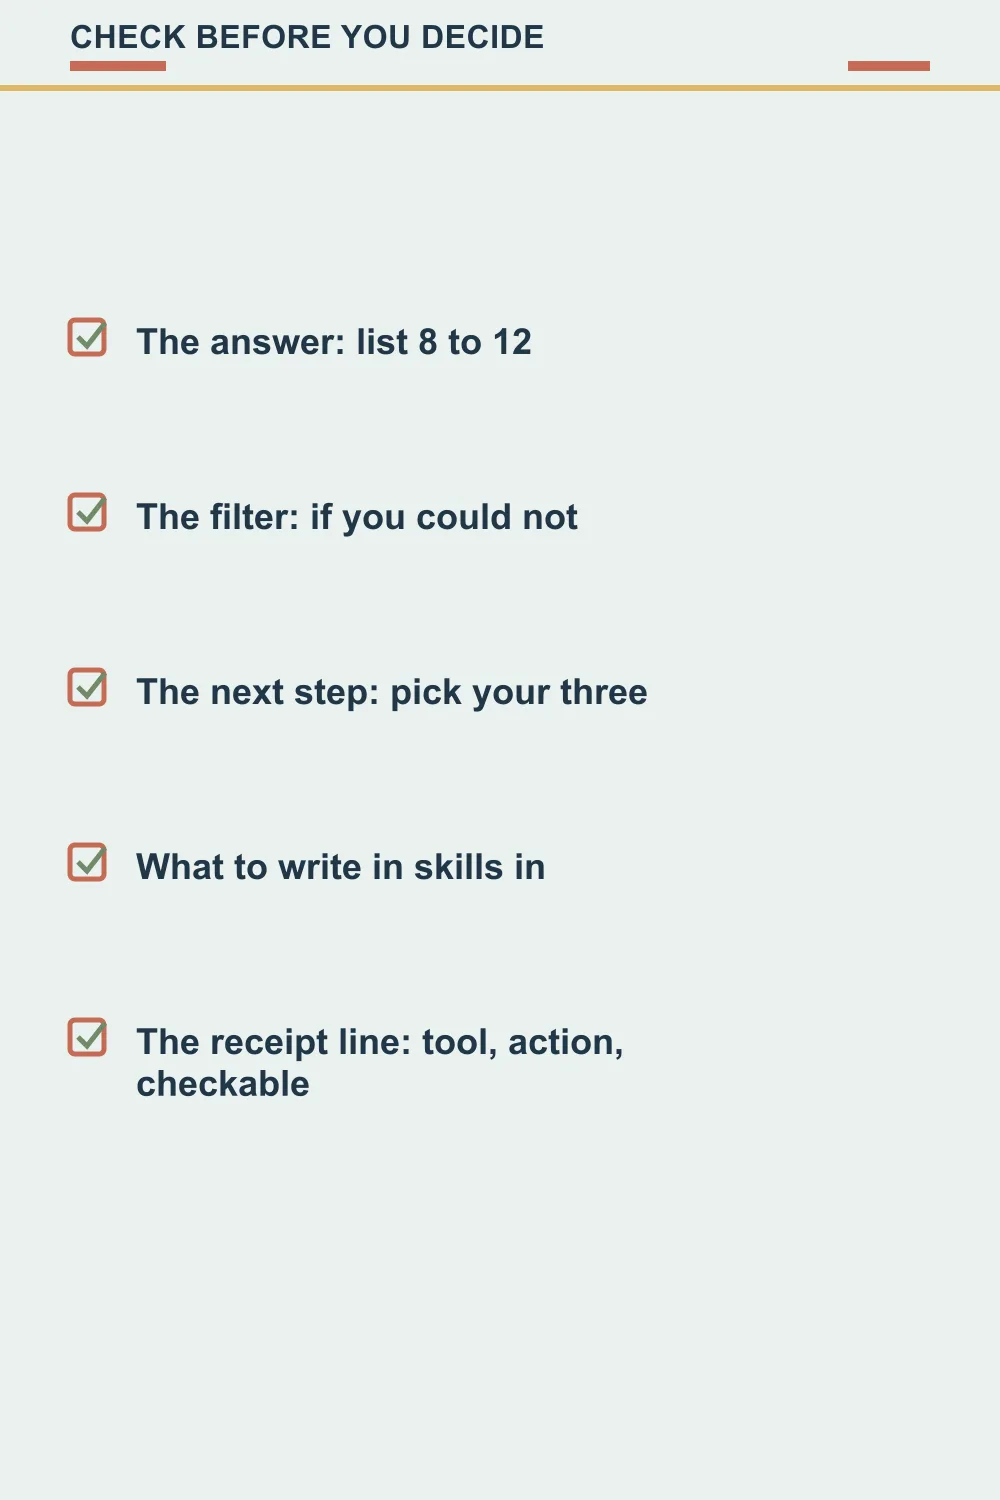 CHECK BEFORE YOU DECIDE
The answer: list 8 to 12
The filter: if you could not
The next step: pick your three
What to write in skills in
The receipt line: tool, action,
checkable